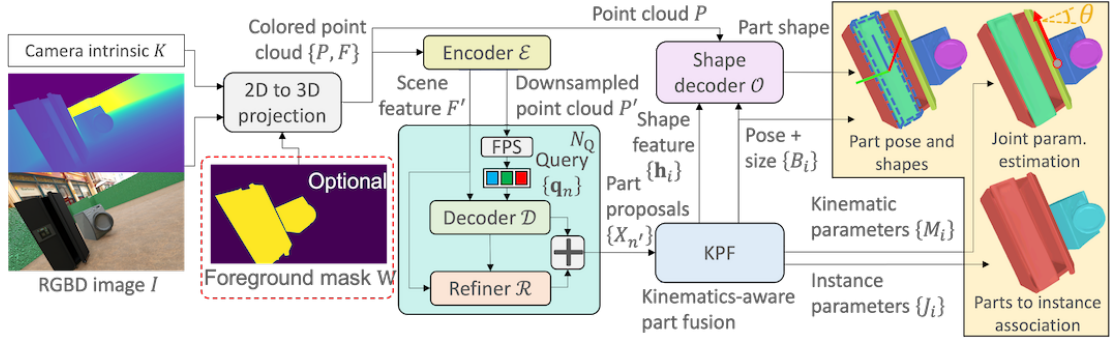 Camera intrinsic K
RGBD image I
2D to 3D
projection
Optional
Foreground mask W
Colored point
cloud {P, F}
Encoder ℰ
Scene
feature F′
Downsampled
point cloud P′
FPS
N_Q
Query
{q_n}
Decoder 𝒟
Refiner ℛ
Part
proposals
{X_n′}
Point cloud P
Shape
decoder 𝒪
Part shape
Shape
feature
{h_i}
Pose +
size {B_i}
KPF
Kinematics-aware
part fusion
Kinematic
parameters {M_i}
Instance
parameters {J_i}
Part pose and
shapes
θ
Joint param.
estimation
Parts to instance
association